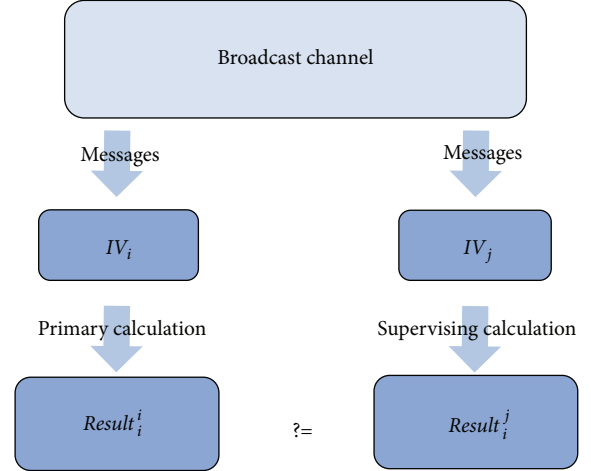 Broadcast channel
Messages Messages
IV_i IV_j
Primary calculation Supervising calculation
Result_i^i ?= Result_i^j